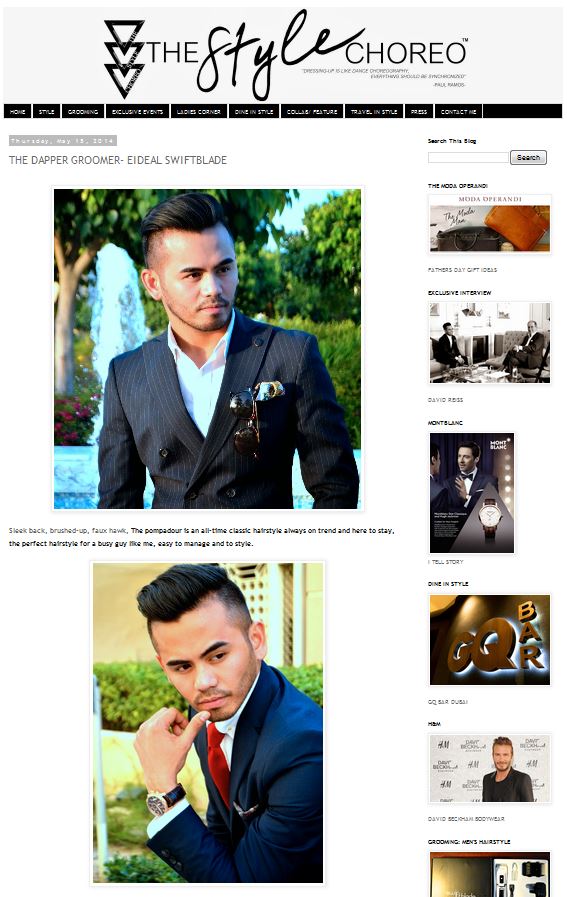 THE style CHOREO™
"DRESSING-UP IS LIKE DANCE CHOREOGRAPHY,
EVERYTHING SHOULD BE SYNCHRONIZED"
-PAUL RAMOS-
HOME STYLE GROOMING EXCLUSIVE EVENTS LADIES CORNER DINE IN STYLE COLLAB/ FEATURE TRAVEL IN STYLE PRESS CONTACT ME
Thursday, May 15, 2014
THE DAPPER GROOMER- EIDEAL SWIFTBLADE
Sleek back, brushed-up, faux hawk, The pompadour is an all-time classic hairstyle always on trend and here to stay,
the perfect hairstyle for a busy guy like me, easy to manage and to style.
Search This Blog
Search
THE MODA OPERANDI
MODA OPERANDI
The Moda
Man
FATHERS DAY GIFT IDEAS
EXCLUSIVE INTERVIEW
DAVID REISS
MONTBLANC
MONT
BLANC
I TELL STORY
DINE IN STYLE
GQ
BAR
GQ BAR DUBAI
H&M
H&M
DAVID BECKHAM
DAVID BECKHAM BODYWEAR
GROOMING: MEN'S HAIRSTYLE